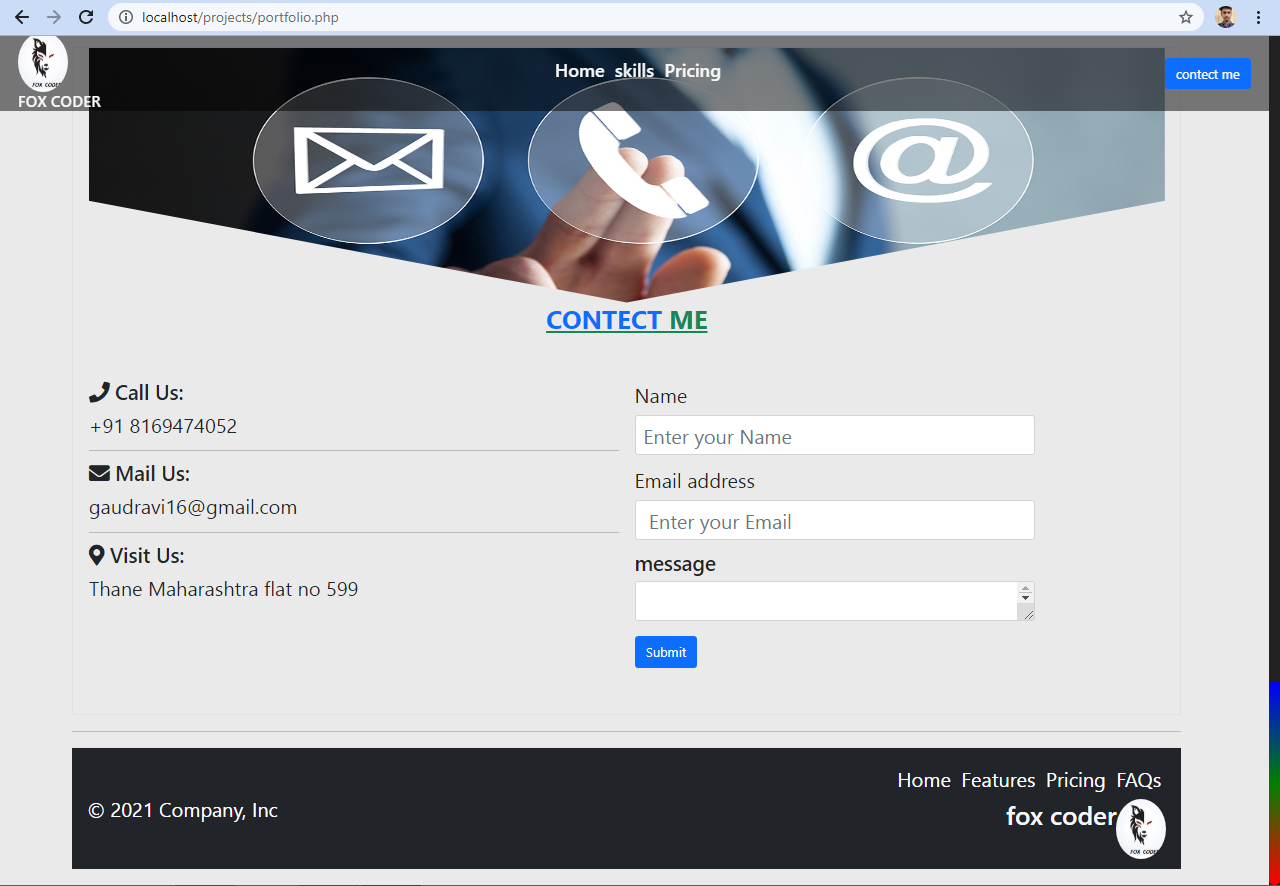 localhost/projects/portfolio.php
FOX CODER
FOX CODER
Home skills Pricing
contect me
@
CONTECT ME
Call Us:
+91 8169474052
Mail Us:
gaudravi16@gmail.com
Visit Us:
Thane Maharashtra flat no 599
Name
Enter your Name
Email address
Enter your Email
message
Submit
© 2021 Company, Inc
Home Features Pricing FAQs
fox coder
FOX CODER